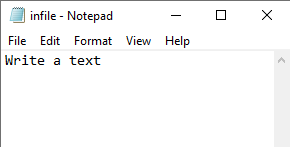 infile - Notepad
File Edit Format View Help
Write a text